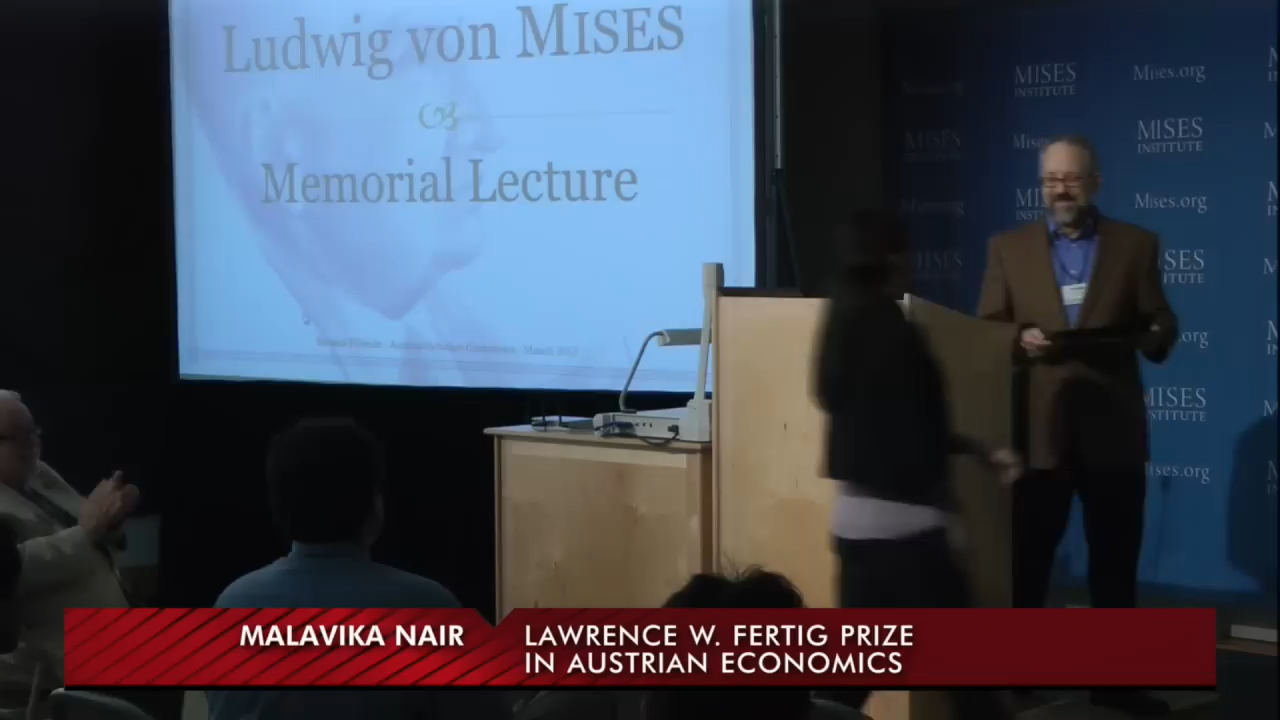 Ludwig von MISES
Memorial Lecture
MISES
INSTITUTE
Mises.org
MISES
INSTITUTE
Mises.org
Mises.org
MISES
INSTITUTE
MALAVIKA NAIR
LAWRENCE W. FERTIG PRIZE
IN AUSTRIAN ECONOMICS